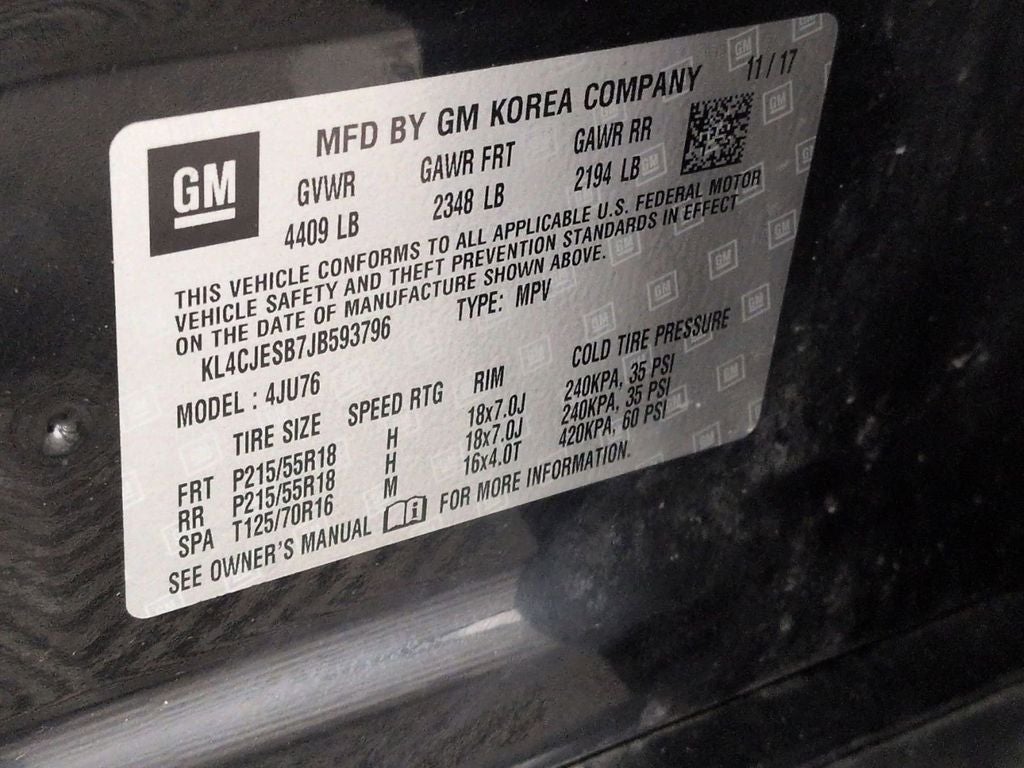 GM
MFD BY GM KOREA COMPANY 11/17
GVWR GAWR FRT GAWR RR
4409 LB 2348 LB 2194 LB
THIS VEHICLE CONFORMS TO ALL APPLICABLE U.S. FEDERAL MOTOR
VEHICLE SAFETY AND THEFT PREVENTION STANDARDS IN EFFECT
ON THE DATE OF MANUFACTURE SHOWN ABOVE.
KL4CJESB7JB593796 TYPE: MPV
MODEL : 4JU76
TIRE SIZE SPEED RTG RIM COLD TIRE PRESSURE
FRT P215/55R18 H 18x7.0J 240KPA, 35 PSI
RR P215/55R18 H 18x7.0J 240KPA, 35 PSI
SPA T125/70R16 M 16x4.0T 420KPA, 60 PSI
SEE OWNER'S MANUAL FOR MORE INFORMATION.